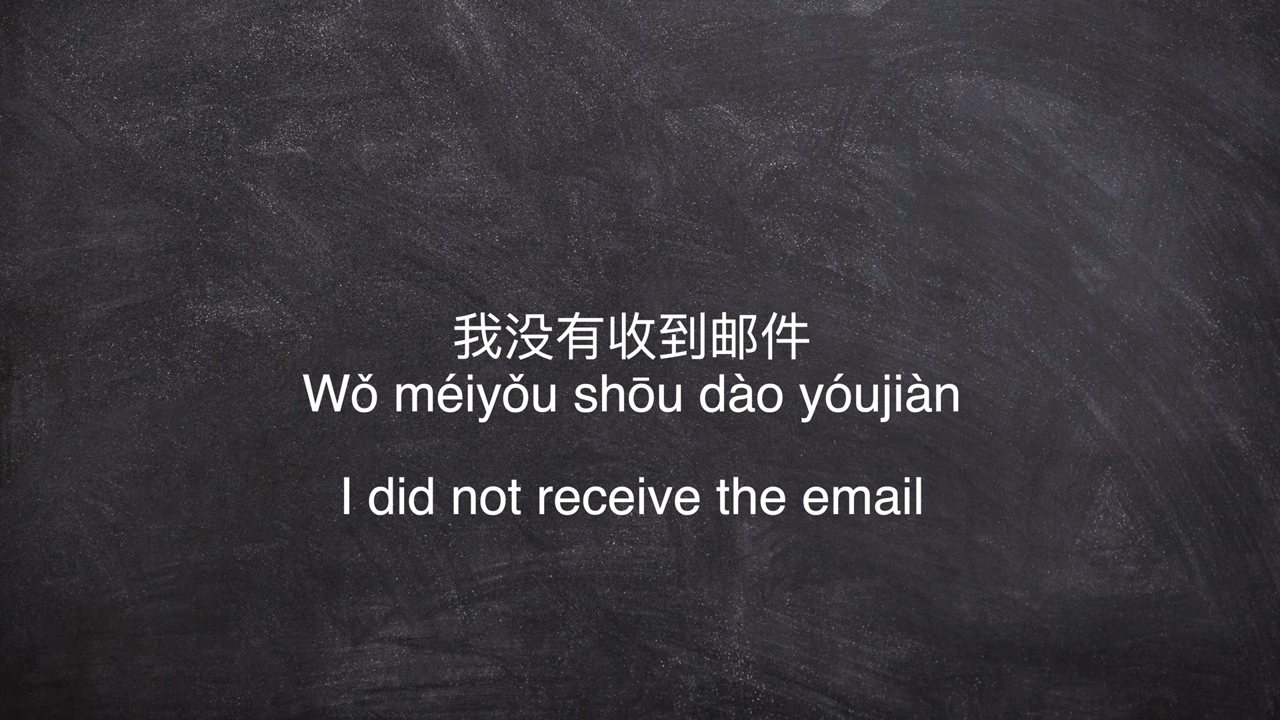 我没有收到邮件
Wǒ méiyǒu shōu dào yóujiàn
I did not receive the email